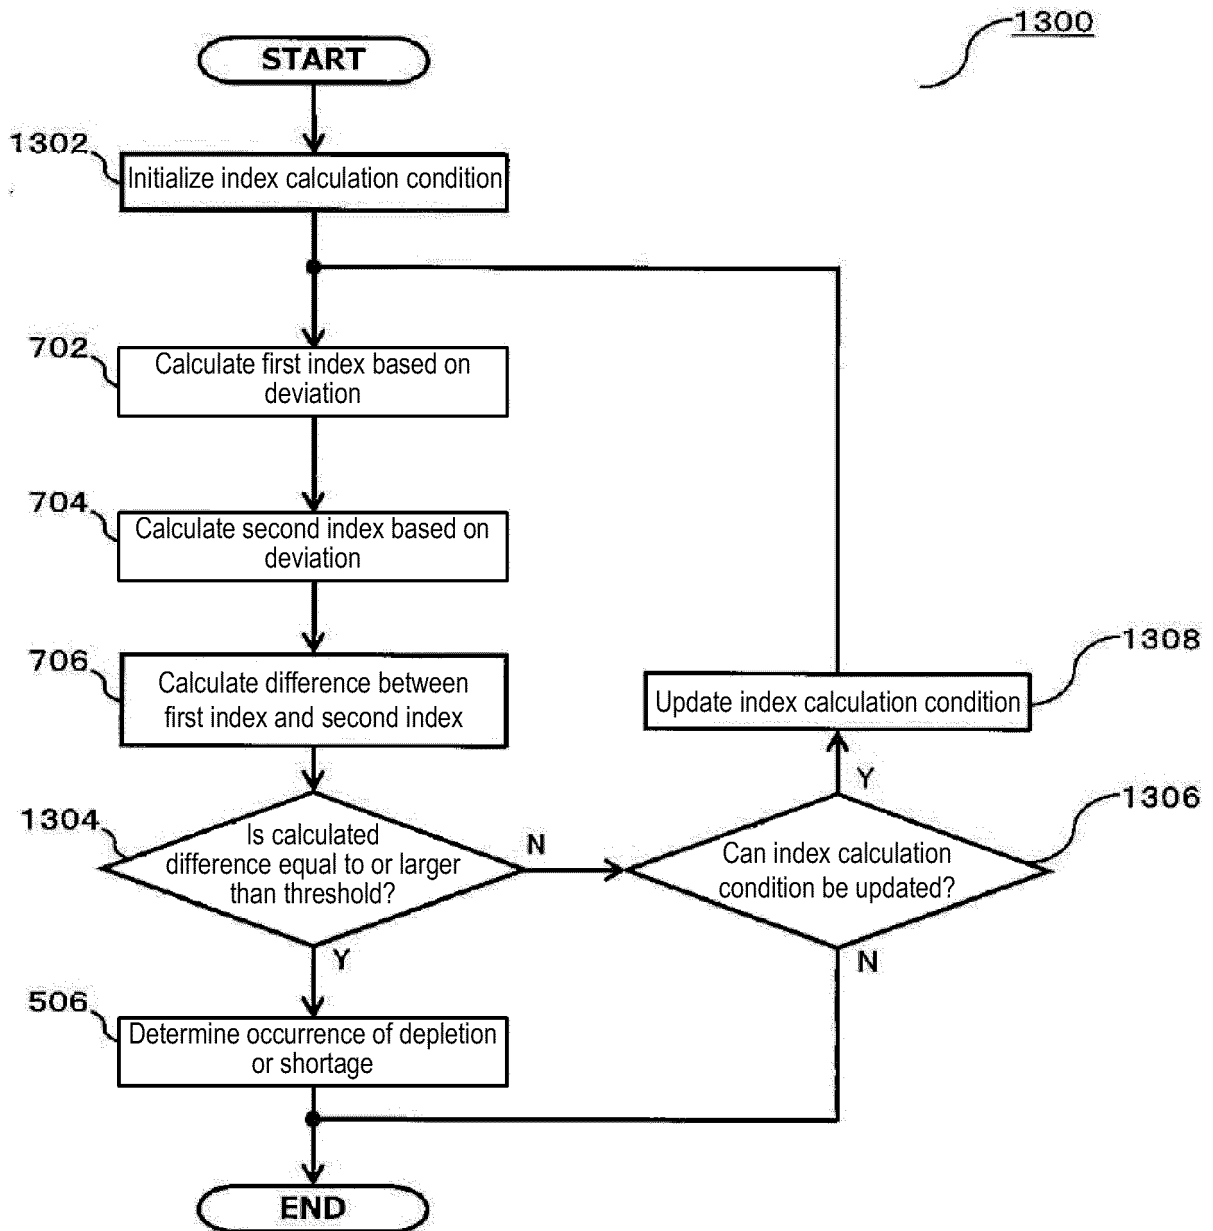 1300
START
1302
Initialize index calculation condition
702
Calculate first index based on
deviation
704
Calculate second index based on
deviation
706
Calculate difference between
first index and second index
1308
Update index calculation condition
Y
1304
Is calculated
difference equal to or larger
than threshold?
N
1306
Can index calculation
condition be updated?
Y
N
506
Determine occurrence of depletion
or shortage
END